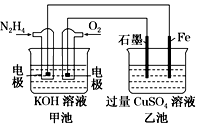 N₂H₄ O₂ 石墨 Fe
电极 电极
KOH 溶液 过量 CuSO₄ 溶液
甲池 乙池